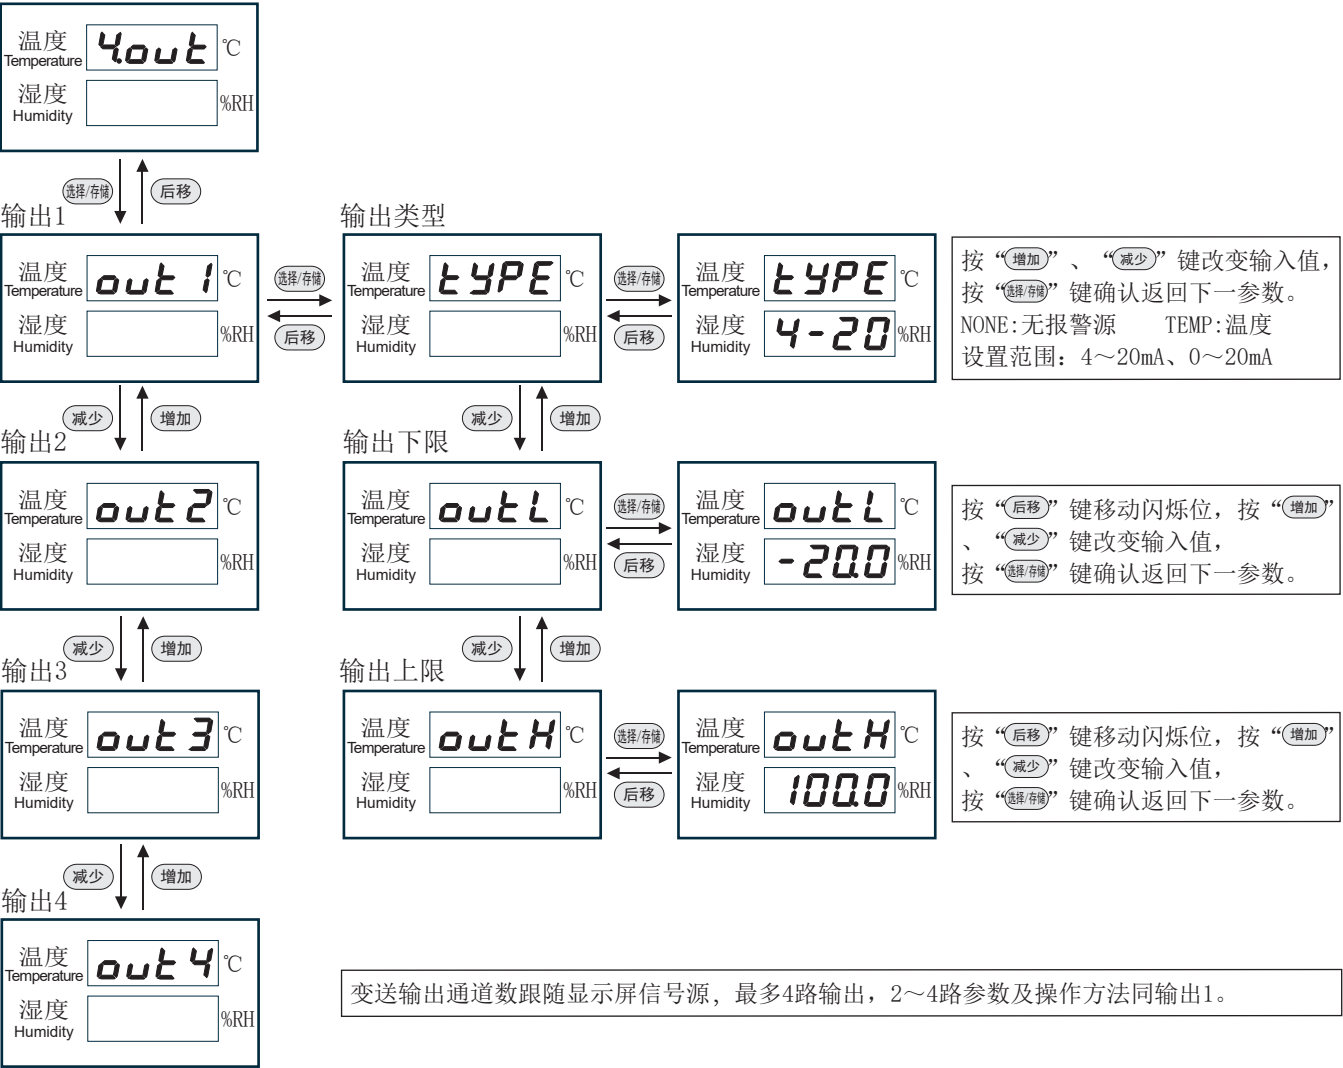 温度 Temperature 4.out ℃
湿度 Humidity %RH
选择/存储 后移
输出1
温度 Temperature out 1 ℃
湿度 Humidity %RH
选择/存储
后移
输出类型
温度 Temperature tYPE ℃
湿度 Humidity %RH
选择/存储
后移
温度 Temperature tYPE ℃
湿度 Humidity 4-20 %RH
按“增加”、“减少”键改变输入值，
按“选择/存储”键确认返回下一参数。
NONE:无报警源 TEMP:温度
设置范围：4～20mA、0～20mA
减少 增加
减少 增加
输出2
温度 Temperature out2 ℃
湿度 Humidity %RH
输出下限
温度 Temperature outL ℃
湿度 Humidity %RH
选择/存储
后移
温度 Temperature outL ℃
湿度 Humidity -20.0 %RH
按“后移”键移动闪烁位，按“增加”
、“减少”键改变输入值，
按“选择/存储”键确认返回下一参数。
减少 增加
减少 增加
输出3
温度 Temperature out3 ℃
湿度 Humidity %RH
输出上限
温度 Temperature outH ℃
湿度 Humidity %RH
选择/存储
后移
温度 Temperature outH ℃
湿度 Humidity 100.0 %RH
按“后移”键移动闪烁位，按“增加”
、“减少”键改变输入值，
按“选择/存储”键确认返回下一参数。
减少 增加
输出4
温度 Temperature out4 ℃
湿度 Humidity %RH
变送输出通道数跟随显示屏信号源，最多4路输出，2～4路参数及操作方法同输出1。